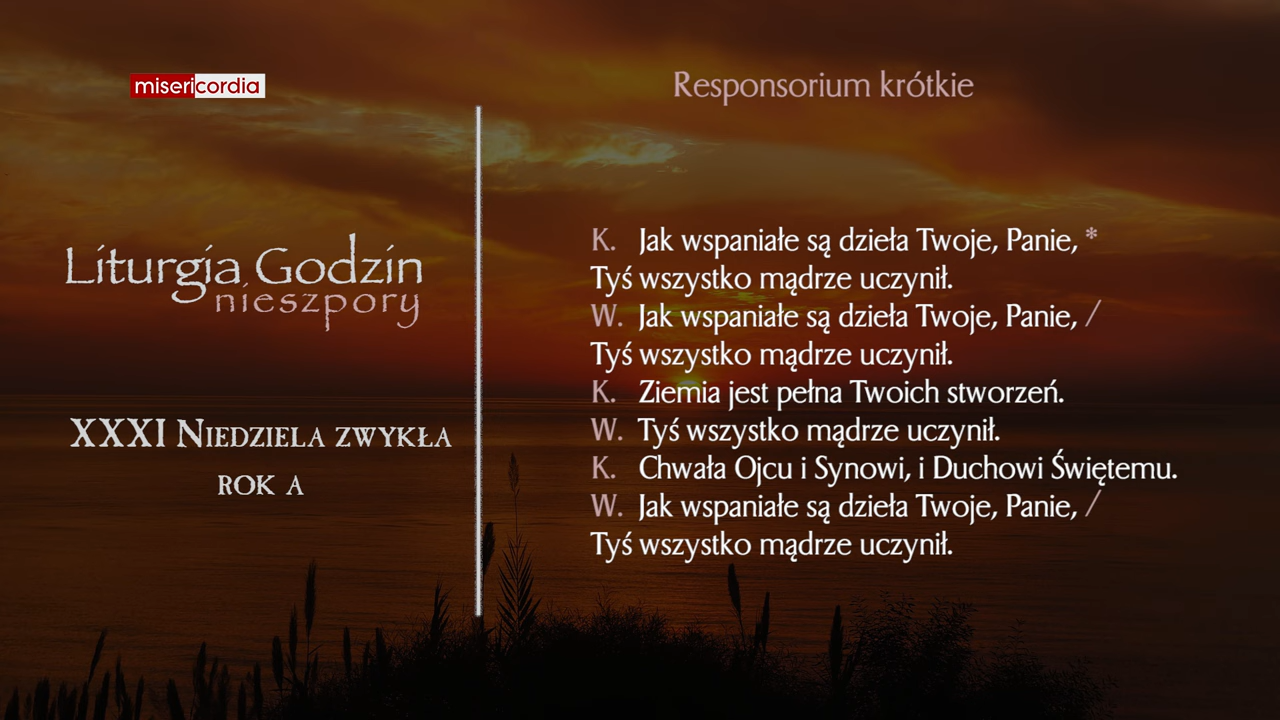 misericordia
Liturgia Godzin
nieszpory
XXXI Niedziela zwykła
rok A
Responsorium krótkie
K. Jak wspaniałe są dzieła Twoje, Panie, *
Tyś wszystko mądrze uczynił.
W. Jak wspaniałe są dzieła Twoje, Panie, /
Tyś wszystko mądrze uczynił.
K. Ziemia jest pełna Twoich stworzeń.
W. Tyś wszystko mądrze uczynił.
K. Chwała Ojcu i Synowi, i Duchowi Świętemu.
W. Jak wspaniałe są dzieła Twoje, Panie, /
Tyś wszystko mądrze uczynił.